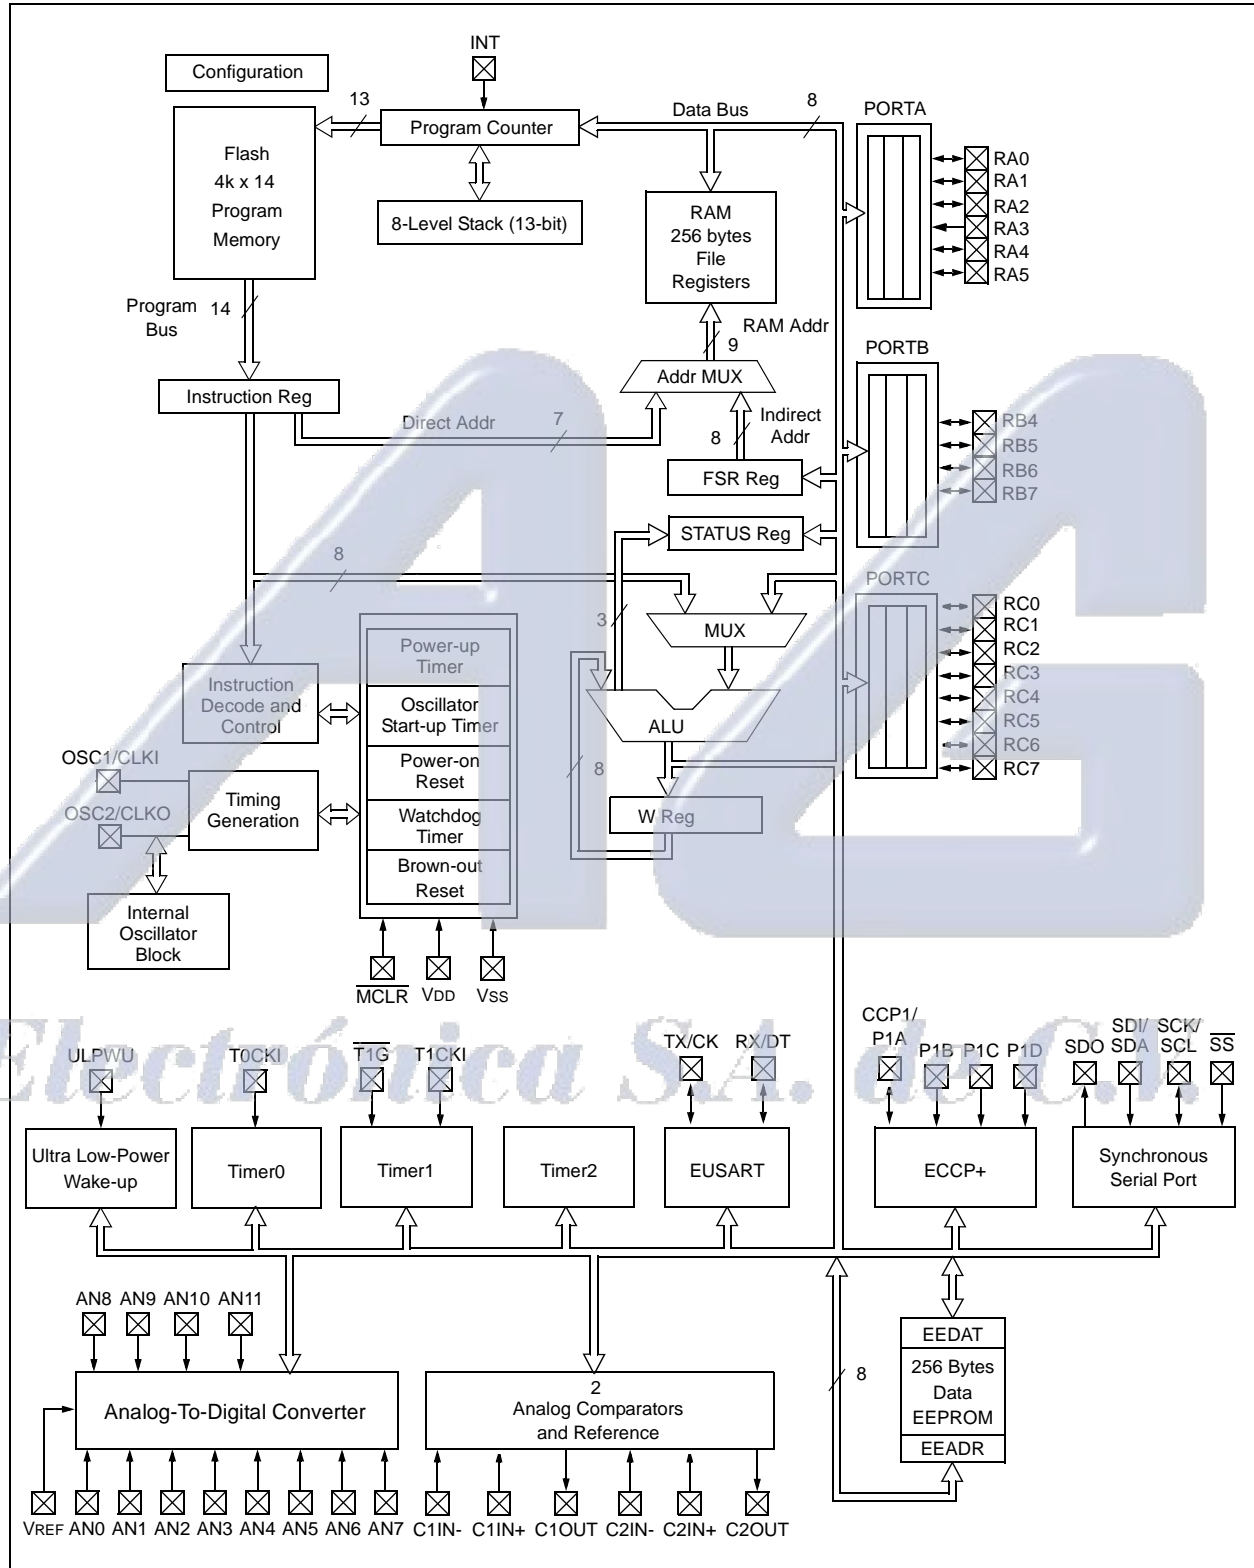 INT
Configuration
13
Program Counter
Data Bus
8
PORTA
Flash
4k x 14
Program
Memory
8-Level Stack (13-bit)
RAM
256 bytes
File
Registers
RA0
RA1
RA2
RA3
RA4
RA5
Program
Bus
14
RAM Addr
9
PORTB
Addr MUX
Instruction Reg
Direct Addr
7
8
Indirect
Addr
FSR Reg
RB4
RB5
RB6
RB7
STATUS Reg
8
PORTC
3
MUX
RC0
RC1
RC2
RC3
RC4
RC5
RC6
RC7
Power-up
Timer
Instruction
Decode and
Control
Oscillator
Start-up Timer
ALU
OSC1/CLKI
Power-on
Reset
8
OSC2/CLKO
Timing
Generation
Watchdog
Timer
W Reg
Brown-out
Reset
Internal
Oscillator
Block
MCLR
VDD
VSS
Electrónica S.A. de C.V.
ULPWU
T0CKI
T1G
T1CKI
TX/CK
RX/DT
CCP1/
P1A
P1B
P1C
P1D
SDO
SDI/
SDA
SCK/
SCL
SS
Ultra Low-Power
Wake-up
Timer0
Timer1
Timer2
EUSART
ECCP+
Synchronous
Serial Port
AN8
AN9
AN10
AN11
EEDAT
256 Bytes
Data
EEPROM
EEADR
8
Analog-To-Digital Converter
2
Analog Comparators
and Reference
VREF
AN0
AN1
AN2
AN3
AN4
AN5
AN6
AN7
C1IN-
C1IN+
C1OUT
C2IN-
C2IN+
C2OUT
AG